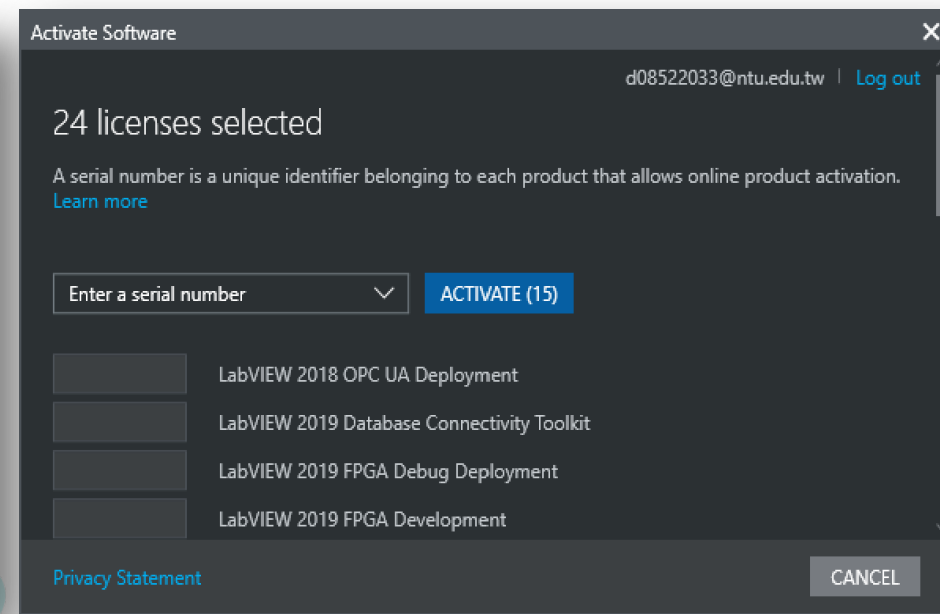 Activate Software
d08522033@ntu.edu.tw | Log out
24 licenses selected
A serial number is a unique identifier belonging to each product that allows online product activation.
Learn more
Enter a serial number
ACTIVATE (15)
LabVIEW 2018 OPC UA Deployment
LabVIEW 2019 Database Connectivity Toolkit
LabVIEW 2019 FPGA Debug Deployment
LabVIEW 2019 FPGA Development
Privacy Statement
CANCEL